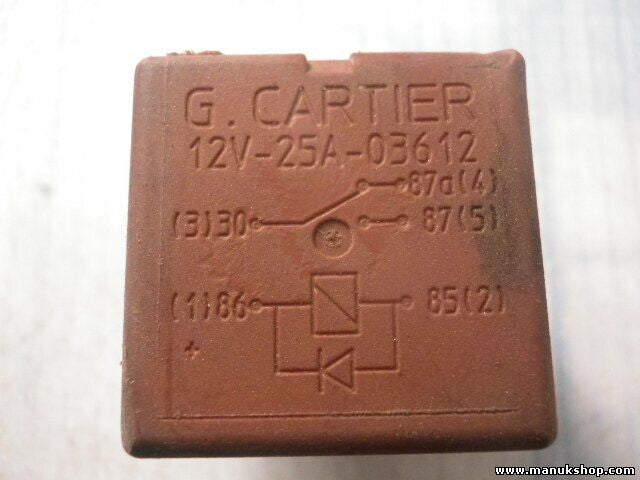 G. CARTIER
12V-25A-03612
87a(4)
(3)30 87(5)
(1)86 85(2)
+
www.manukshop.com